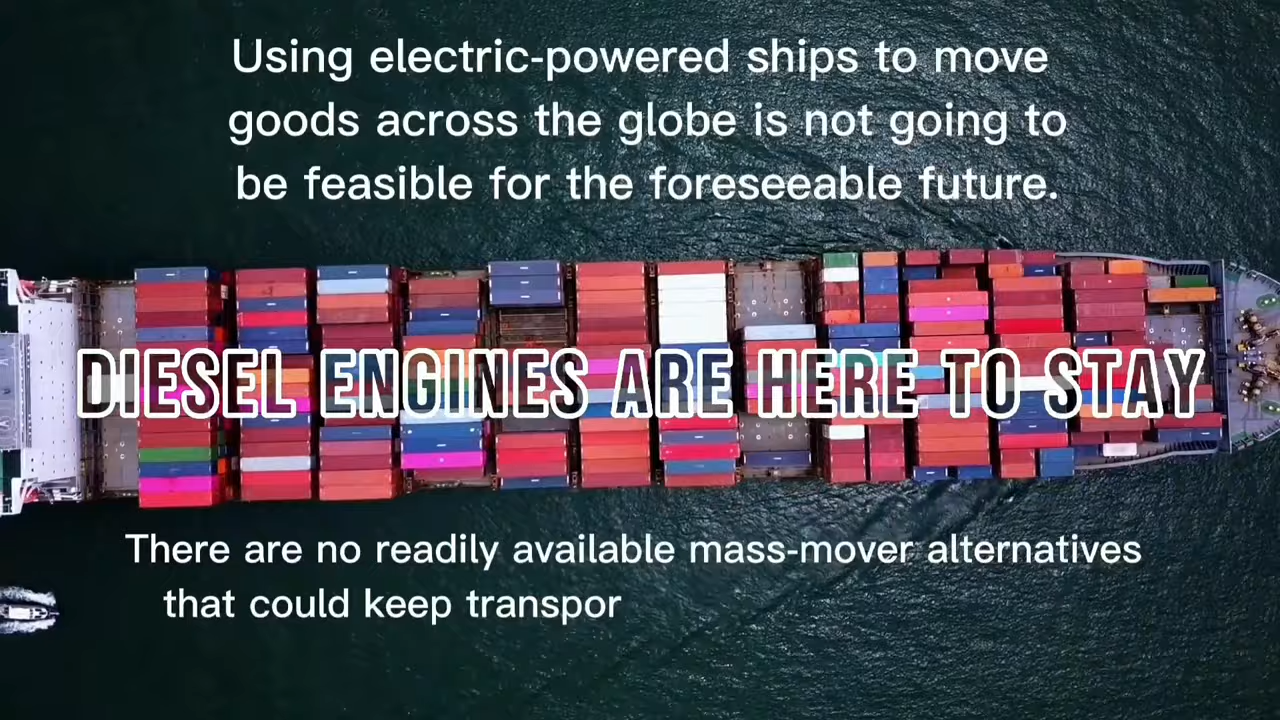 Using electric-powered ships to move
goods across the globe is not going to
be feasible for the foreseeable future.
DIESEL ENGINES ARE HERE TO STAY
There are no readily available mass-mover alternatives
that could keep transpor